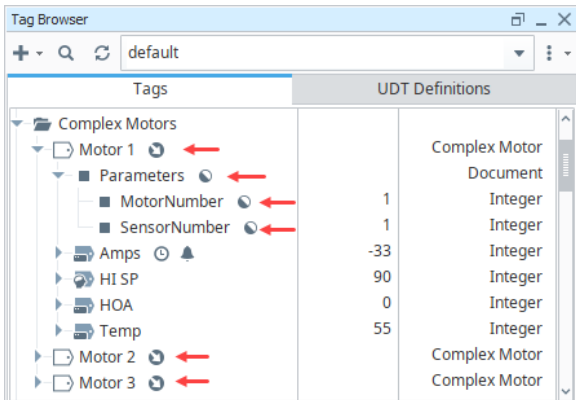 Tag Browser
default
Tags UDT Definitions
Complex Motors
Motor 1 Complex Motor
Parameters Document
MotorNumber 1 Integer
SensorNumber 1 Integer
Amps -33 Integer
HI SP 90 Integer
HOA 0 Integer
Temp 55 Integer
Motor 2 Complex Motor
Motor 3 Complex Motor